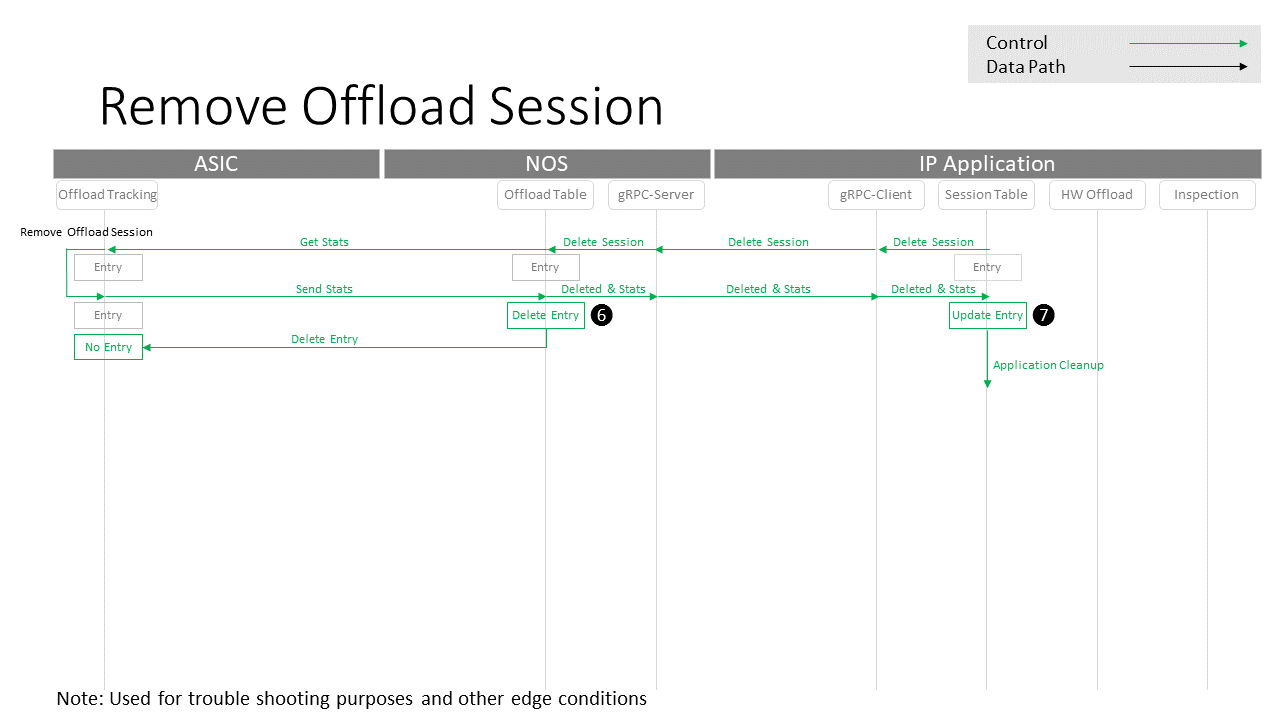 Control
Data Path
Remove Offload Session
ASIC NOS IP Application
Offload Tracking Offload Table gRPC-Server gRPC-Client Session Table HW Offload Inspection
Remove Offload Session
Get Stats Delete Session Delete Session Delete Session
Entry Entry Entry
Send Stats Deleted & Stats Deleted & Stats Deleted & Stats
Entry Delete Entry 6 Update Entry 7
Delete Entry
No Entry
Application Cleanup
Note: Used for trouble shooting purposes and other edge conditions